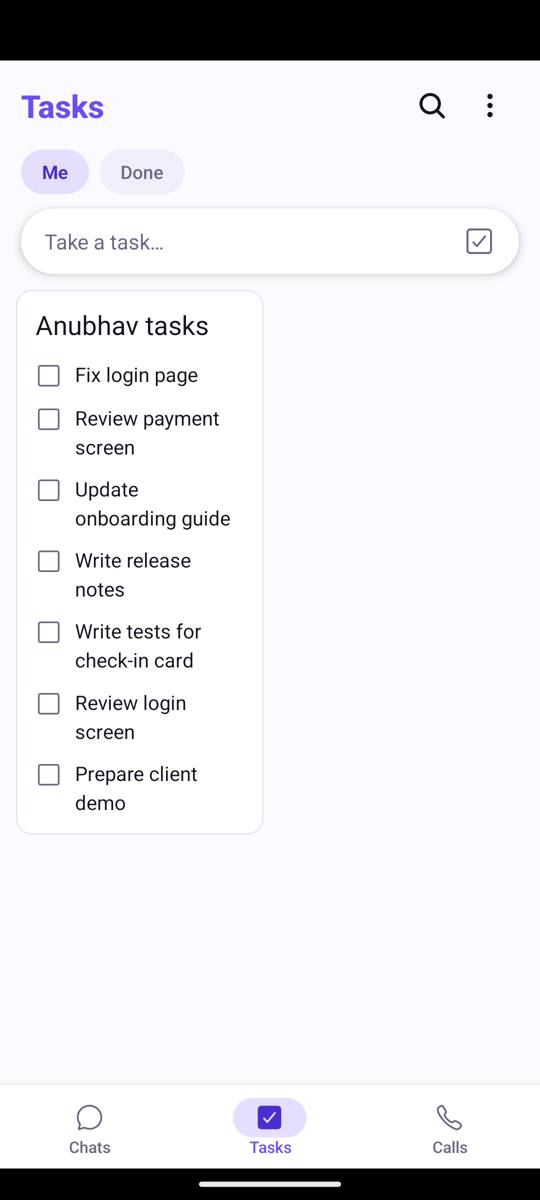 Tasks
Me
Done
Take a task...
Anubhav tasks
Fix login page
Review payment
screen
Update
onboarding guide
Write release
notes
Write tests for
check-in card
Review login
screen
Prepare client
demo
Chats
Tasks
Calls